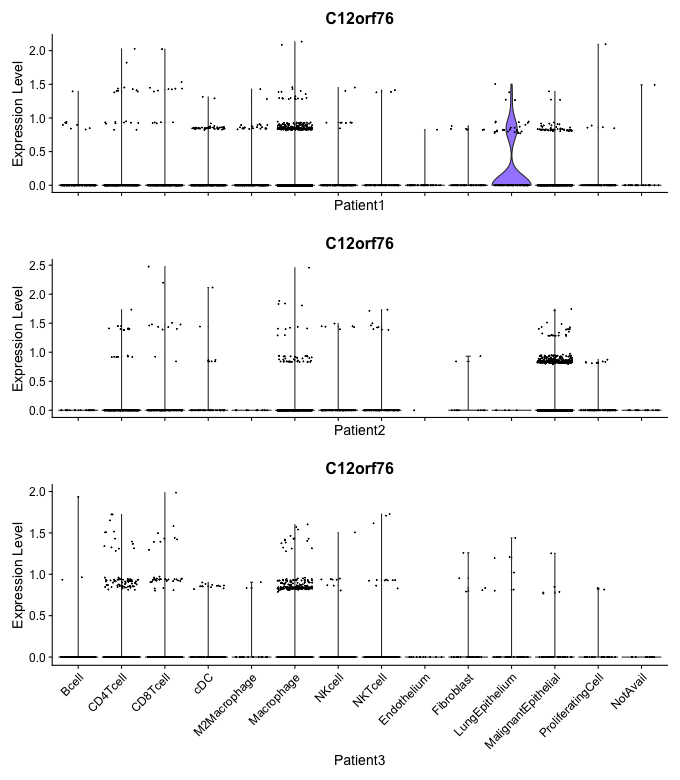 C12orf76
Expression Level
2.0
1.5
1.0
0.5
0.0
Patient1
C12orf76
Expression Level
2.5
2.0
1.5
1.0
0.5
0.0
Patient2
C12orf76
Expression Level
2.0
1.5
1.0
0.5
0.0
Bcell
CD4Tcell
CD8Tcell
cDC
M2Macrophage
Macrophage
NKcell
NKTcell
Endothelium
Fibroblast
LungEpithelium
MalignantEpithelial
ProliferatingCell
NotAvail
Patient3